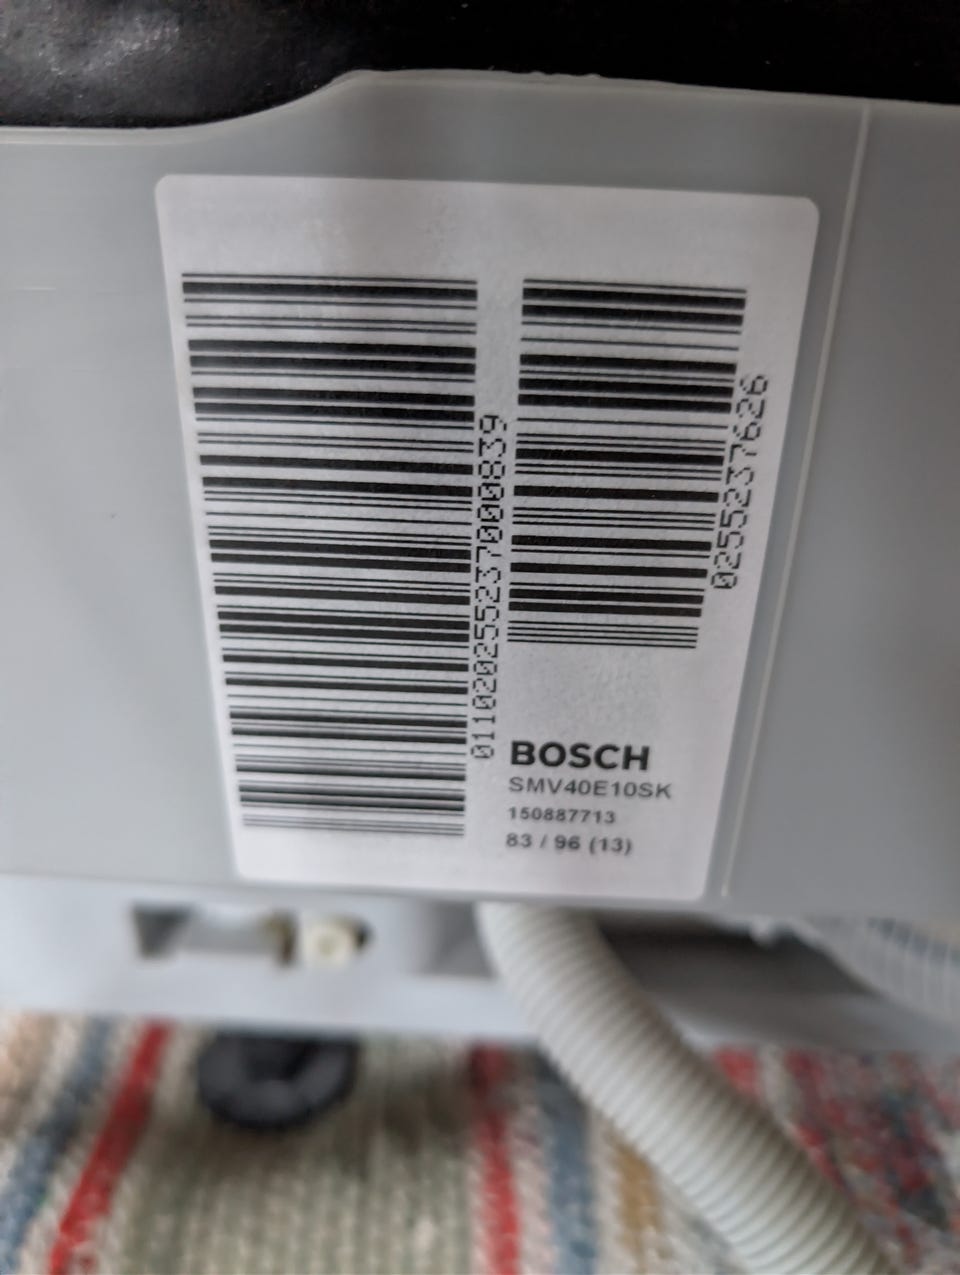 011020255237000839
0255237626
BOSCH
SMV40E10SK
150887713
83 / 96 (13)